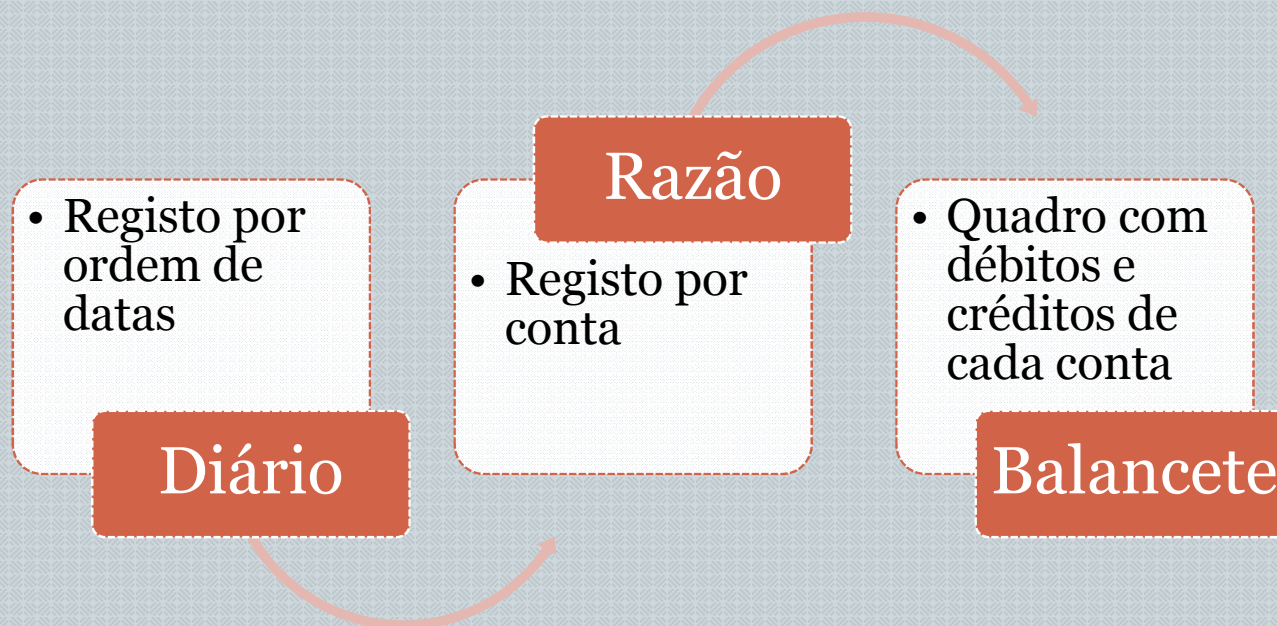 • Registo por
ordem de
datas
Diário
Razão
• Registo por
conta
• Quadro com
débitos e
créditos de
cada conta
Balancete